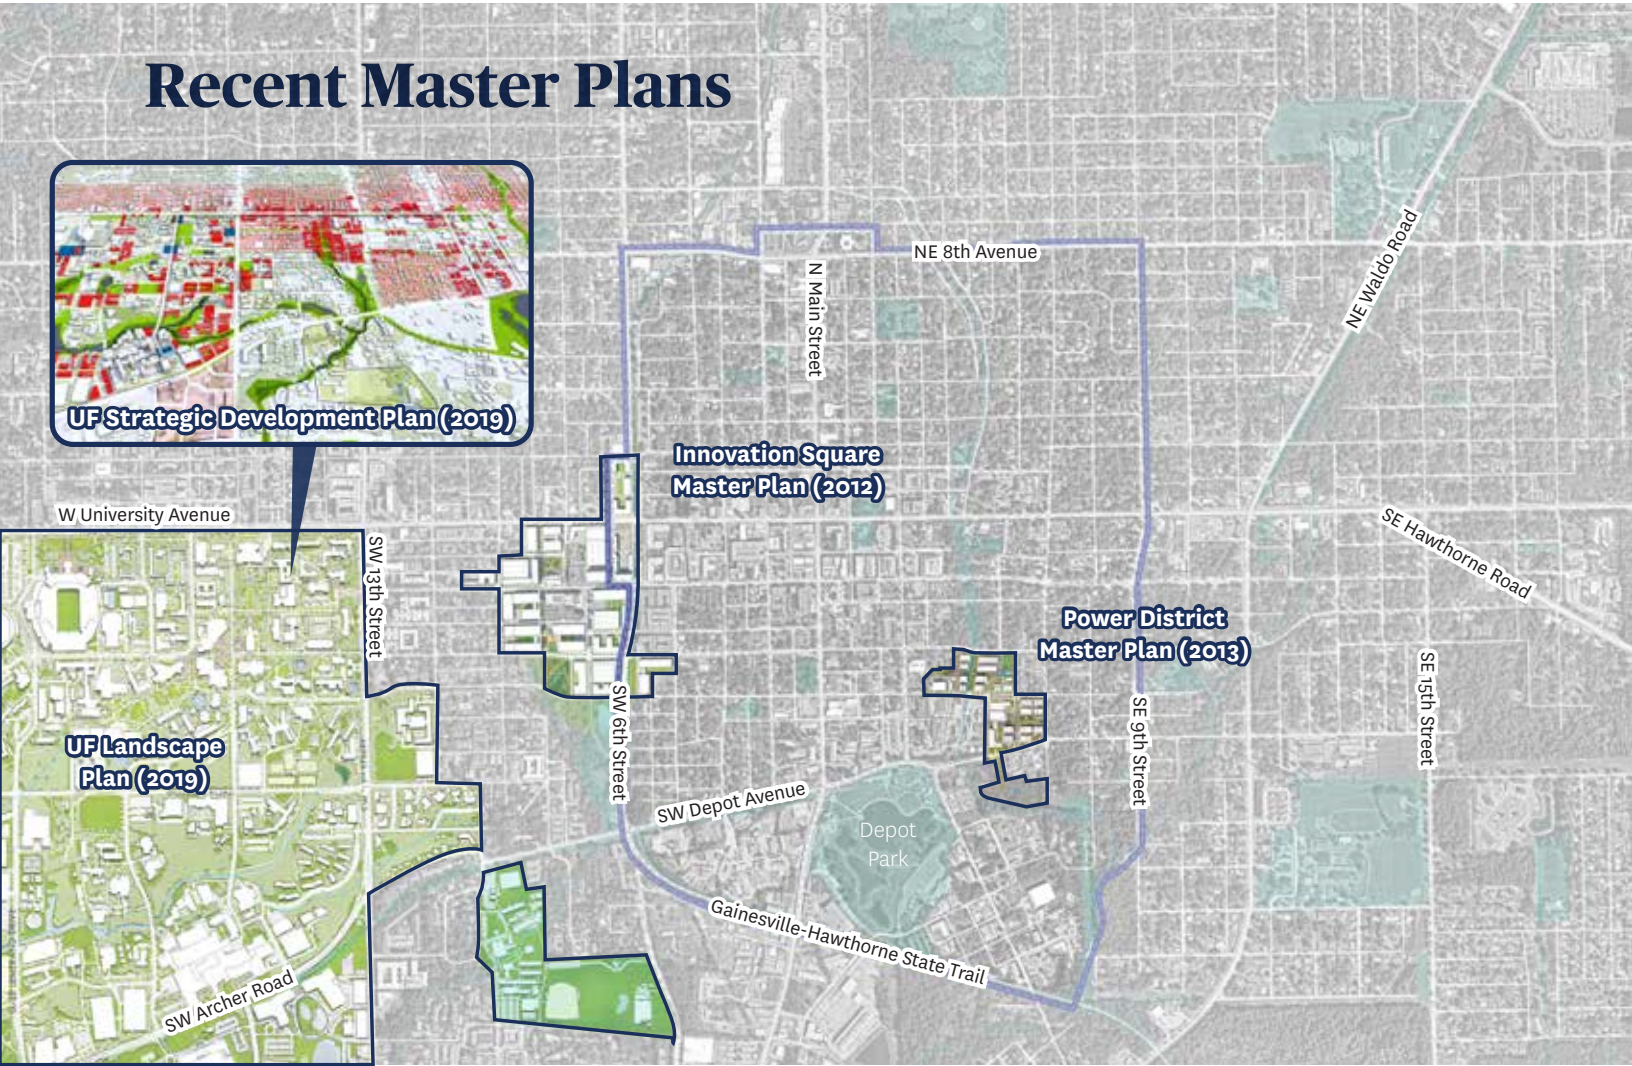 Recent Master Plans
UF Strategic Development Plan (2019)
NE 8th Avenue
N Main Street
NE Waldo Road
Innovation Square
Master Plan (2012)
W University Avenue
SW 13th Street
SE Hawthorne Road
Power District
Master Plan (2013)
UF Landscape
Plan (2019)
SW 6th Street
SE 9th Street
SE 15th Street
SW Depot Avenue
Depot
Park
Gainesville-Hawthorne State Trail
SW Archer Road